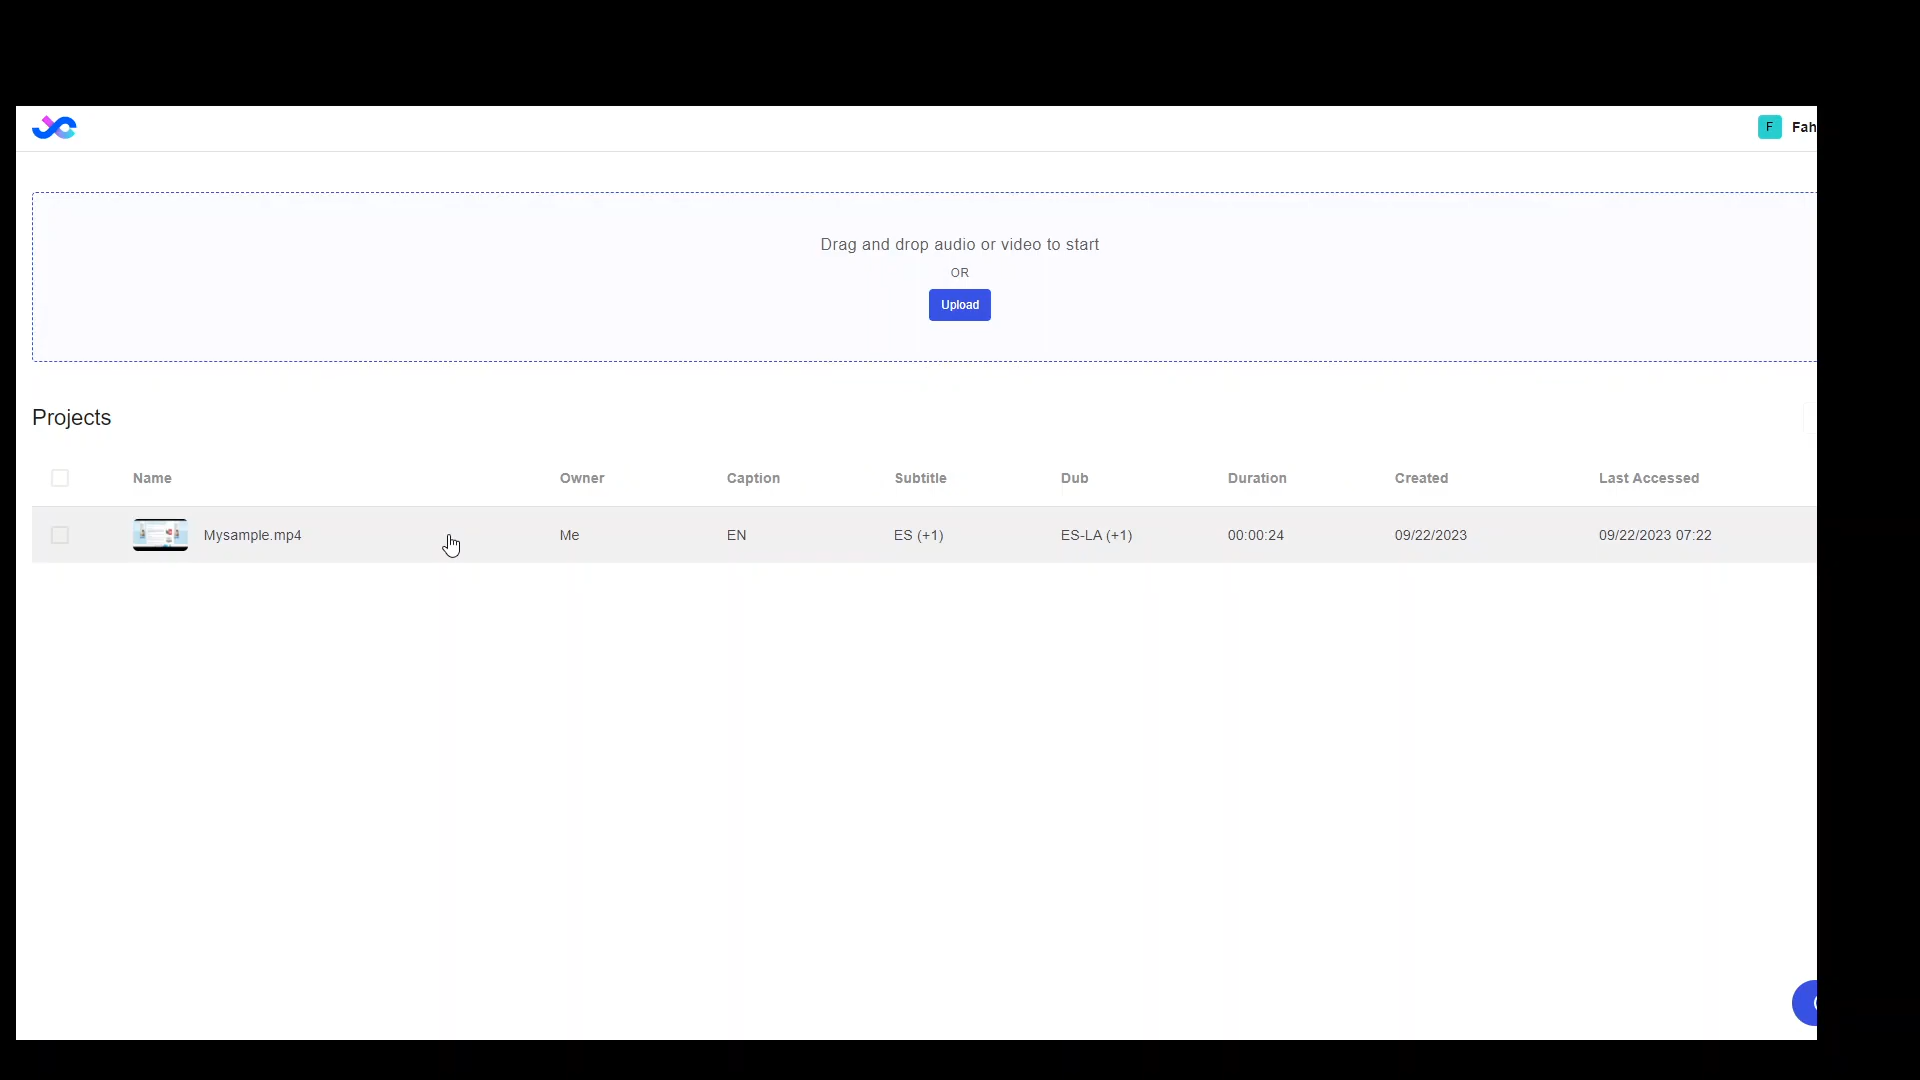 F Fah
Drag and drop audio or video to start
OR
Upload
Projects
Name Owner Caption Subtitle Dub Duration Created Last Accessed
Mysample.mp4 Me EN ES (+1) ES-LA (+1) 00:00:24 09/22/2023 09/22/2023 07:22